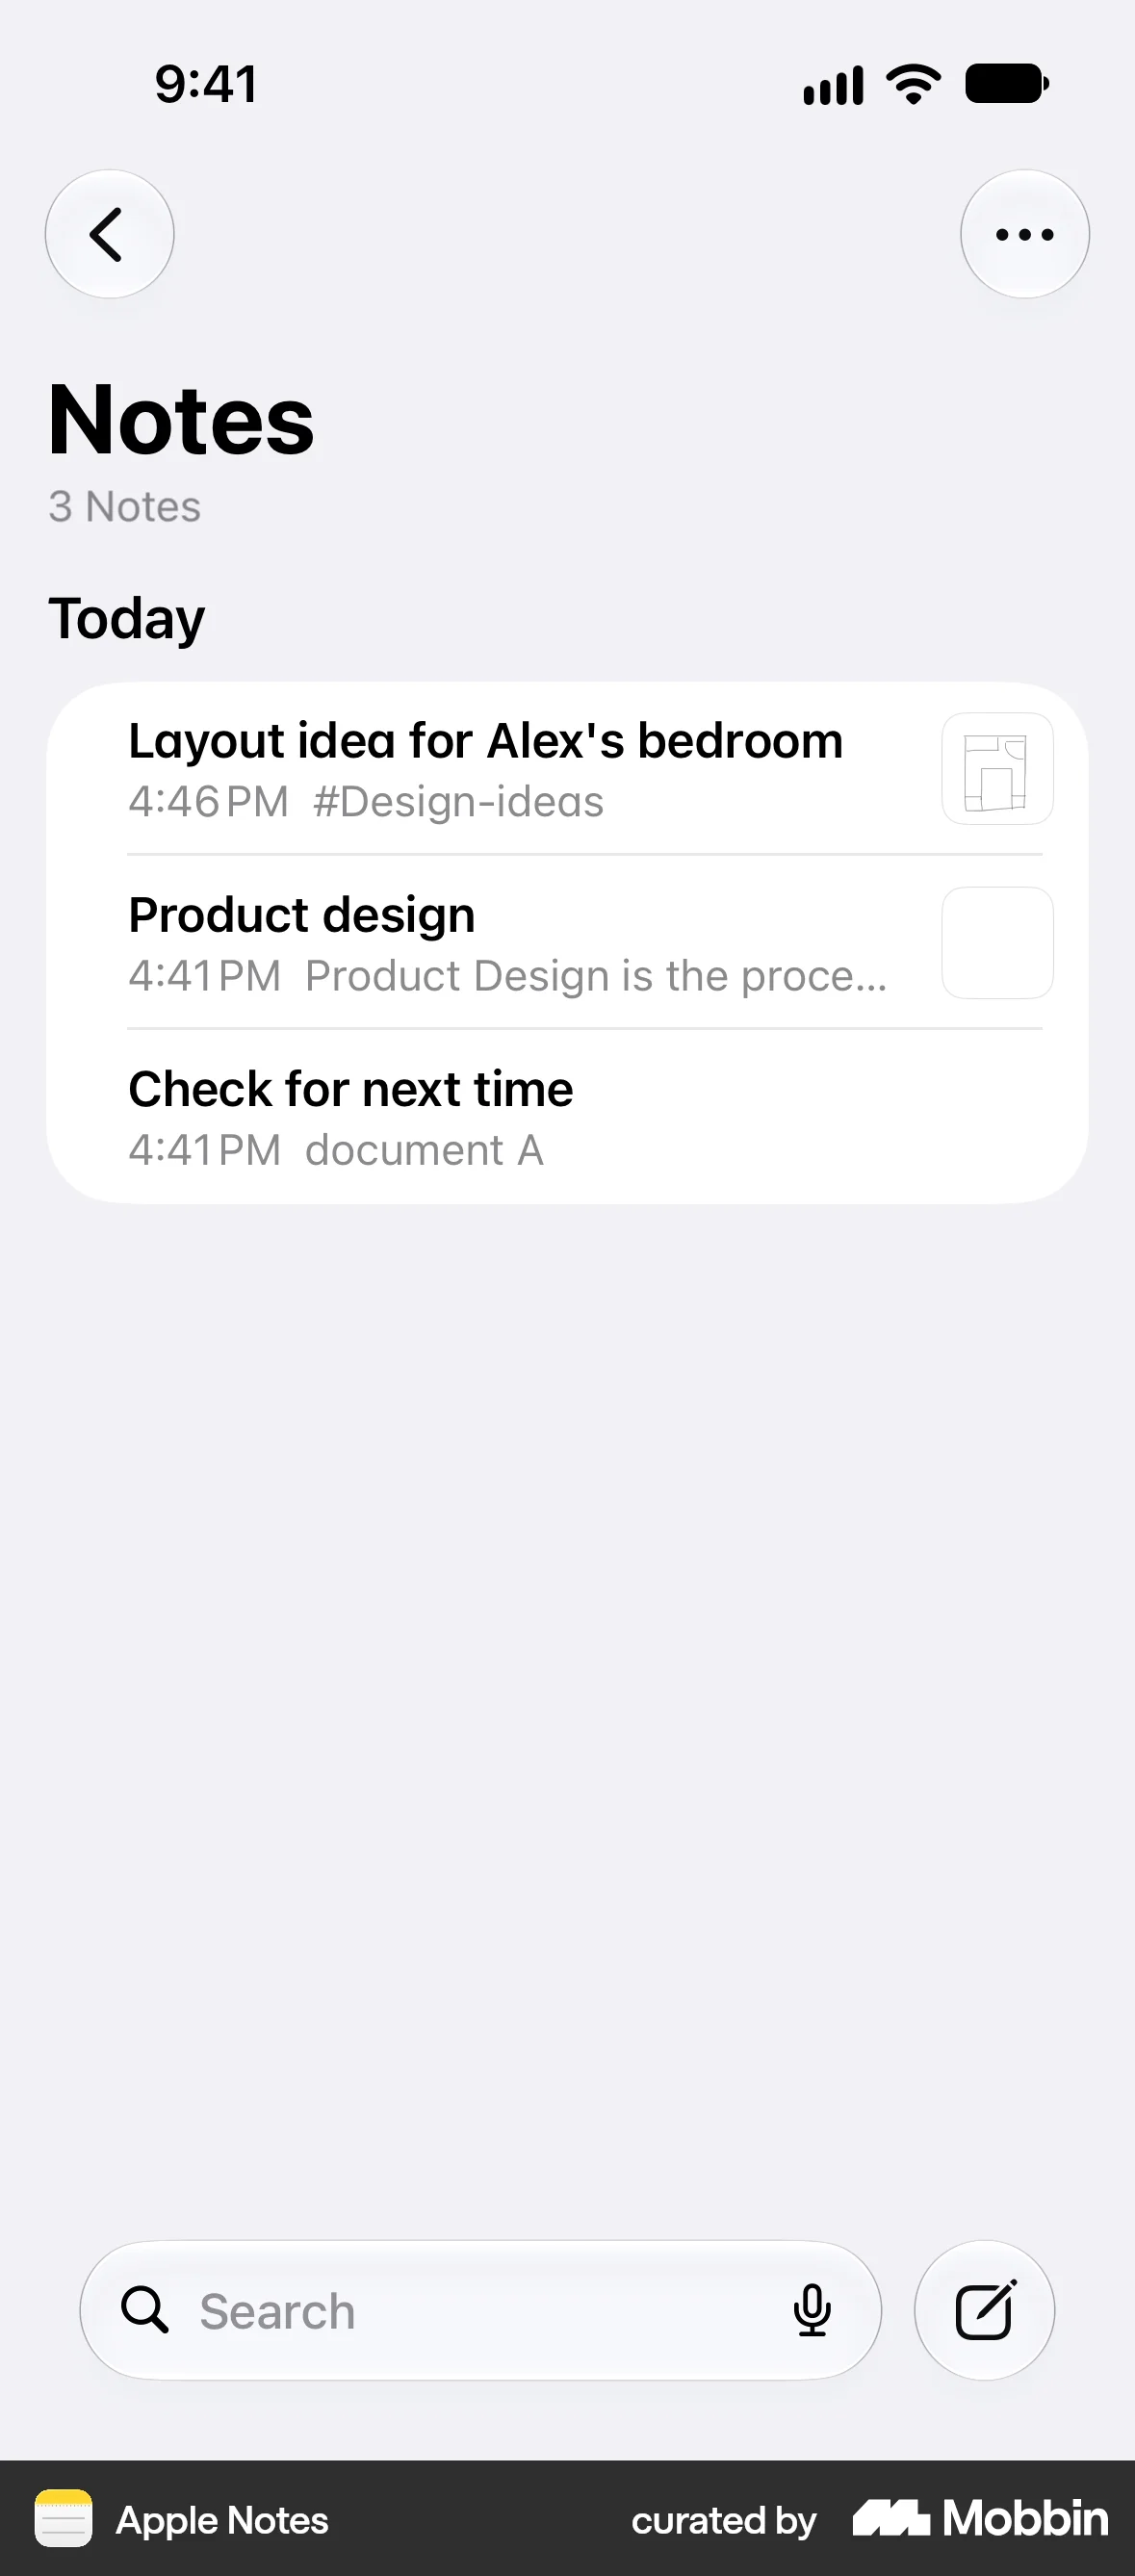 9:41
Notes
3 Notes
Today
Layout idea for Alex's bedroom
4:46 PM #Design-ideas
Product design
4:41 PM Product Design is the proce...
Check for next time
4:41 PM document A
Search
Apple Notes curated by Mobbin